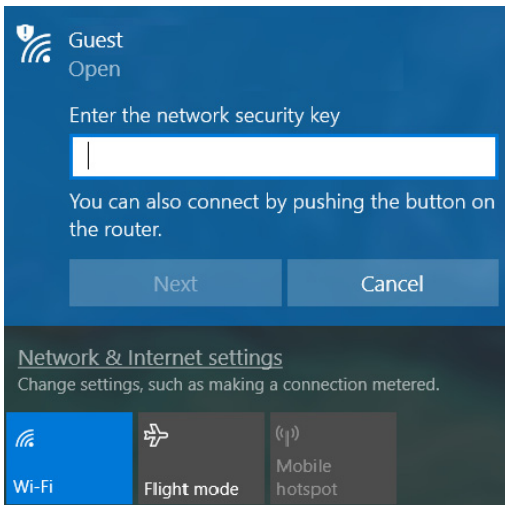 Guest
Open
Enter the network security key
You can also connect by pushing the button on
the router.
Next
Cancel
Network & Internet settings
Change settings, such as making a connection metered.
Wi-Fi
Flight mode
Mobile
hotspot